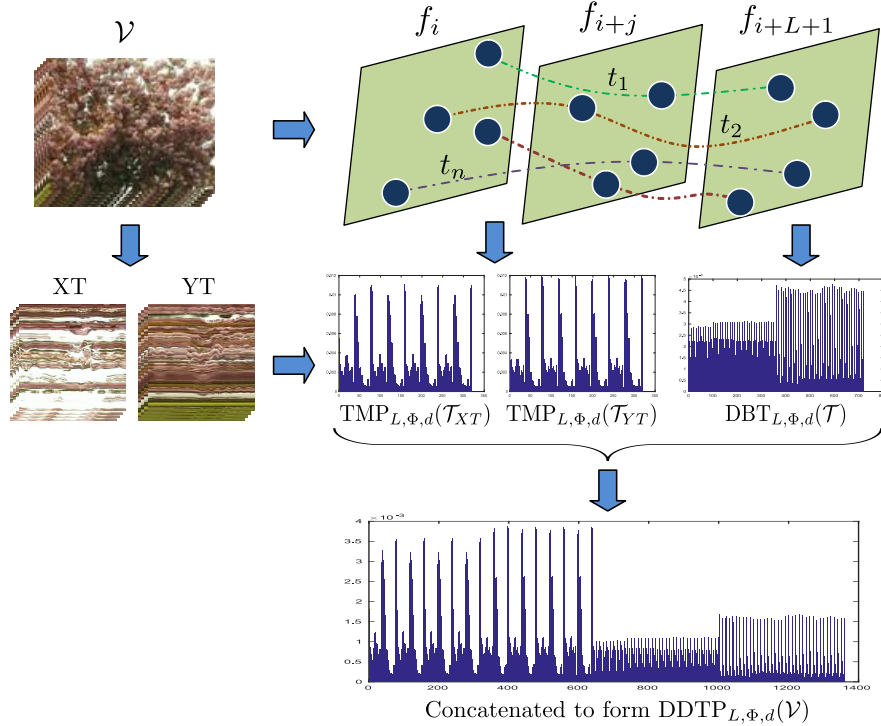 𝒱
f_i
f_{i+j}
f_{i+L+1}
t_1
t_2
t_n
XT
YT
TMP_{L,Φ,d}(𝒯_{XT})
TMP_{L,Φ,d}(𝒯_{YT})
DBT_{L,Φ,d}(𝒯)
× 10^{-3}
4
3.5
3
2.5
2
1.5
1
0.5
0
0 200 400 600 800 1000 1200 1400
Concatenated to form DDTP_{L,Φ,d}(𝒱)